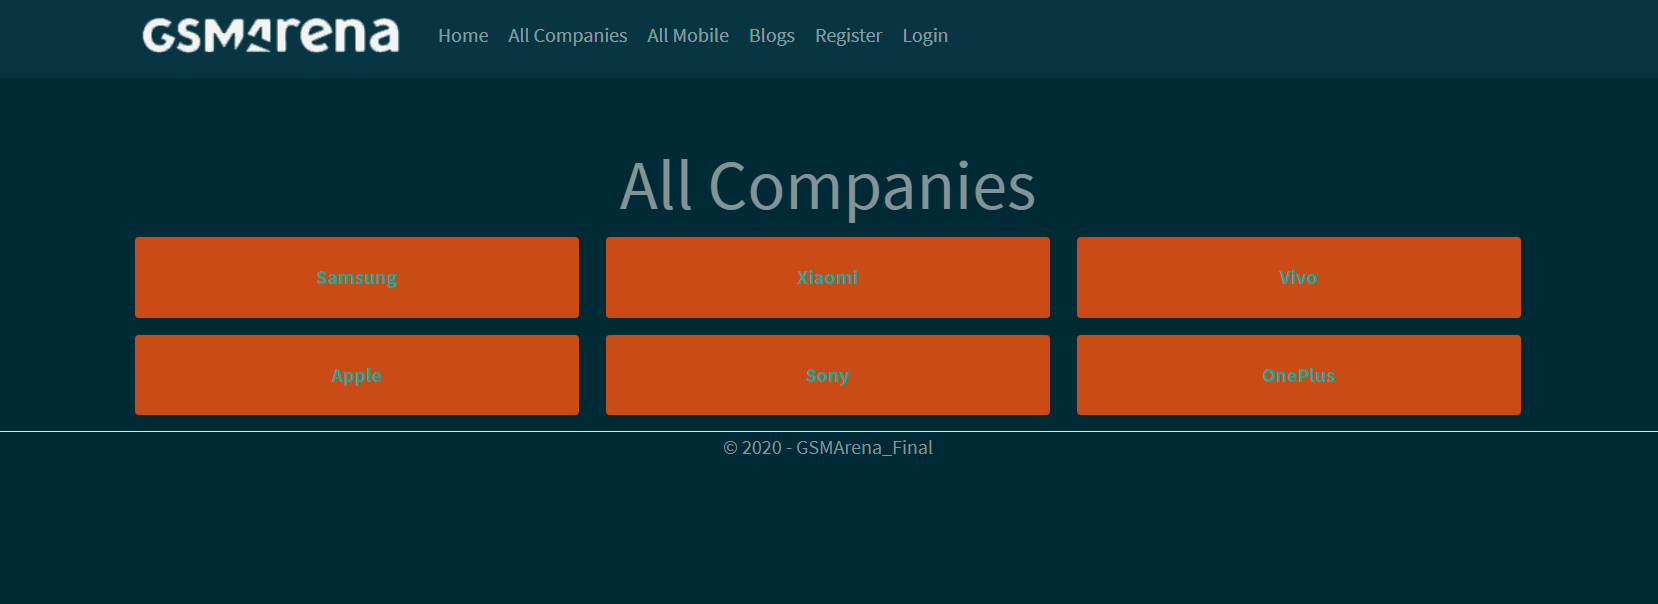 GSMArena Home All Companies All Mobile Blogs Register Login
All Companies
Samsung Xiaomi Vivo
Apple Sony OnePlus
© 2020 - GSMArena_Final